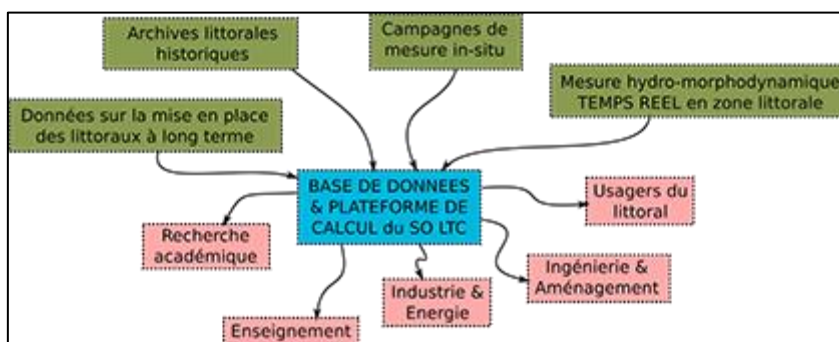 Archives littorales
historiques
Campagnes de
mesure in-situ
Mesure hydro-morphodynamique
TEMPS REEL en zone littorale
Données sur la mise en place
des littoraux à long terme
BASE DE DONNEES
& PLATEFORME DE
CALCUL du SO LTC
Usagers du
littoral
Recherche
académique
Ingénierie &
Aménagement
Industrie &
Energie
Enseignement